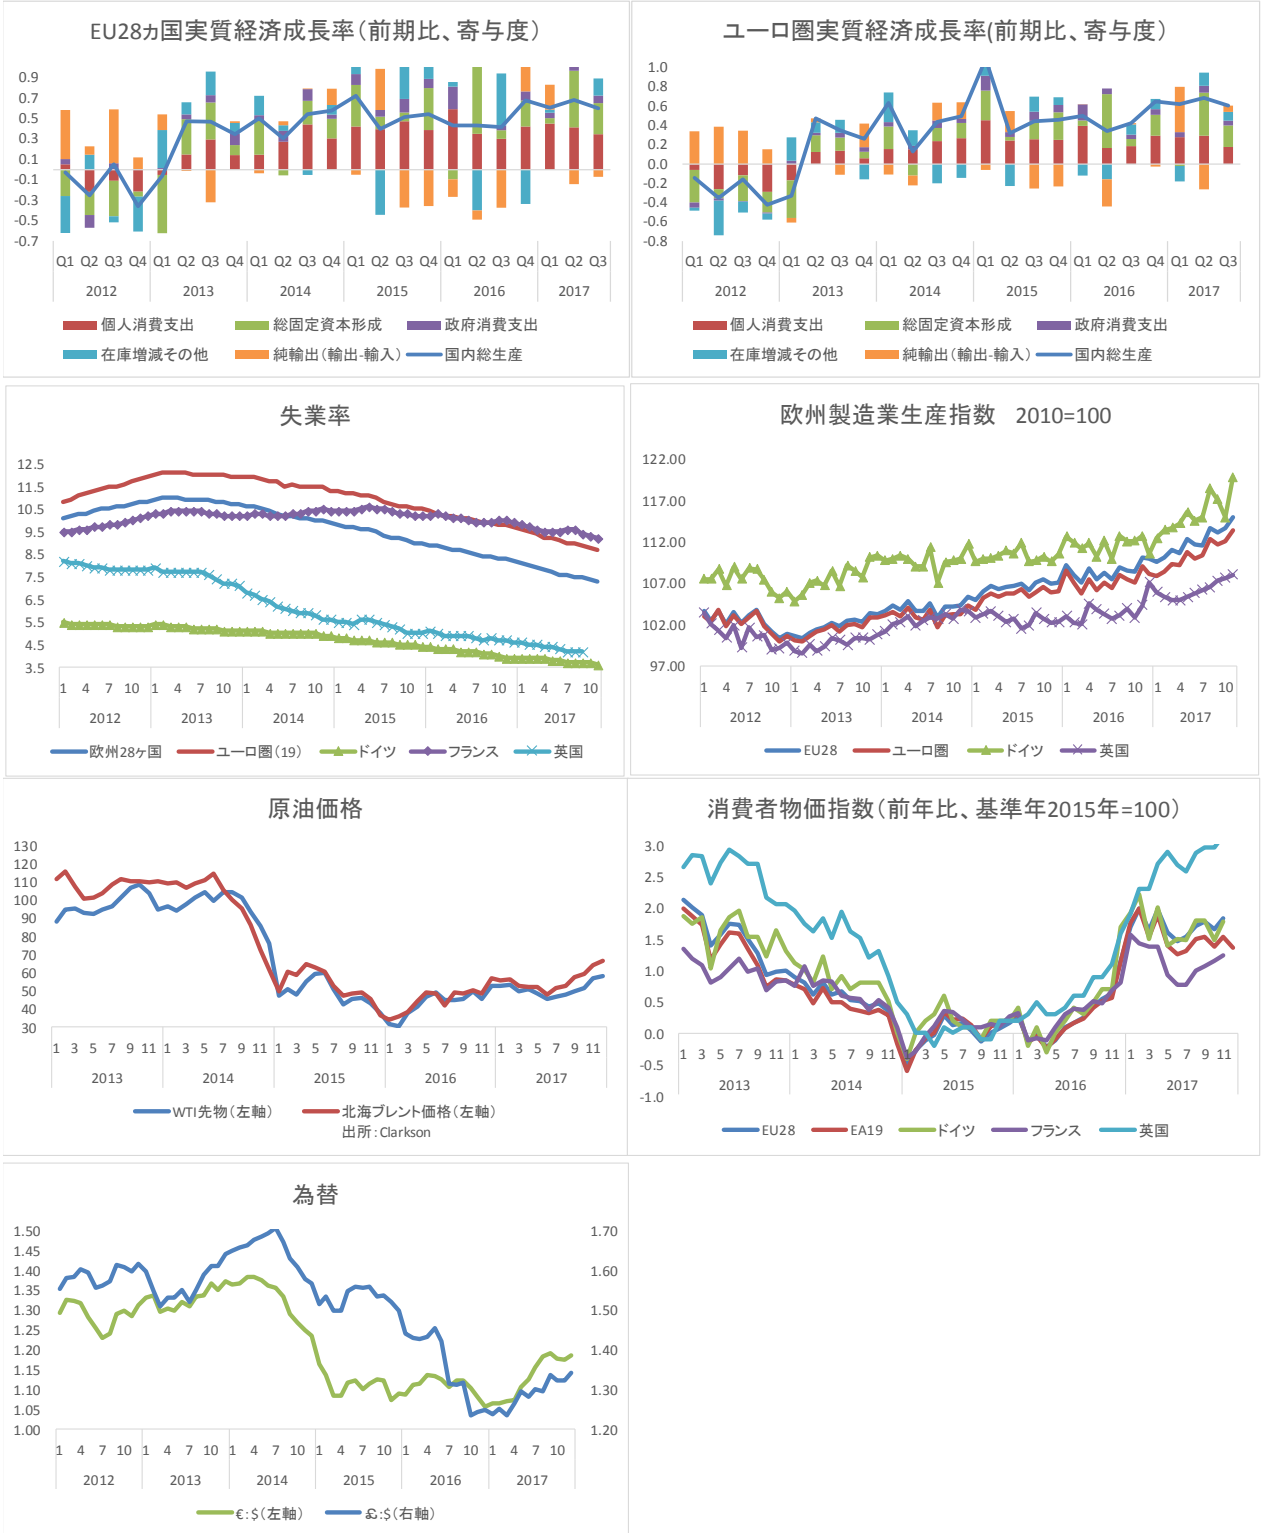 EU28ヵ国実質経済成長率（前期比、寄与度）
0.9
0.7
0.5
0.3
0.1
-0.1
-0.3
-0.5
-0.7
Q1 Q2 Q3 Q4 Q1 Q2 Q3 Q4 Q1 Q2 Q3 Q4 Q1 Q2 Q3 Q4 Q1 Q2 Q3 Q4 Q1 Q2 Q3
2012 2013 2014 2015 2016 2017
個人消費支出 総固定資本形成 政府消費支出
在庫増減その他 純輸出（輸出-輸入） 国内総生産
ユーロ圏実質経済成長率(前期比、寄与度）
1.0
0.8
0.6
0.4
0.2
0.0
-0.2
-0.4
-0.6
-0.8
Q1 Q2 Q3 Q4 Q1 Q2 Q3 Q4 Q1 Q2 Q3 Q4 Q1 Q2 Q3 Q4 Q1 Q2 Q3 Q4 Q1 Q2 Q3
2012 2013 2014 2015 2016 2017
個人消費支出 総固定資本形成 政府消費支出
在庫増減その他 純輸出（輸出-輸入） 国内総生産
失業率
12.5
11.5
10.5
9.5
8.5
7.5
6.5
5.5
4.5
3.5
1 4 7 10 1 4 7 10 1 4 7 10 1 4 7 10 1 4 7 10 1 4 7 10
2012 2013 2014 2015 2016 2017
欧州28ヶ国 ユーロ圏（19） ドイツ フランス 英国
欧州製造業生産指数 2010=100
122.00
117.00
112.00
107.00
102.00
97.00
1 4 7 10 1 4 7 10 1 4 7 10 1 4 7 10 1 4 7 10 1 4 7 10
2012 2013 2014 2015 2016 2017
EU28 ユーロ圏 ドイツ 英国
原油価格
130
120
110
100
90
80
70
60
50
40
30
1 3 5 7 9 11 1 3 5 7 9 11 1 3 5 7 9 11 1 3 5 7 9 11 1 3 5 7 9 11
2013 2014 2015 2016 2017
WTI先物（左軸） 北海ブレント価格（左軸）
出所：Clarkson
消費者物価指数（前年比、基準年2015年=100）
3.0
2.5
2.0
1.5
1.0
0.5
0.0
-0.5
-1.0
1 3 5 7 9 11 1 3 5 7 9 11 1 3 5 7 9 11 1 3 5 7 9 11 1 3 5 7 9 11
2013 2014 2015 2016 2017
EU28 EA19 ドイツ フランス 英国
為替
1.50
1.45
1.40
1.35
1.30
1.25
1.20
1.15
1.10
1.05
1.00
1.70
1.60
1.50
1.40
1.30
1.20
1 4 7 10 1 4 7 10 1 4 7 10 1 4 7 10 1 4 7 10 1 4 7 10
2012 2013 2014 2015 2016 2017
€:$(左軸） £:$(右軸）